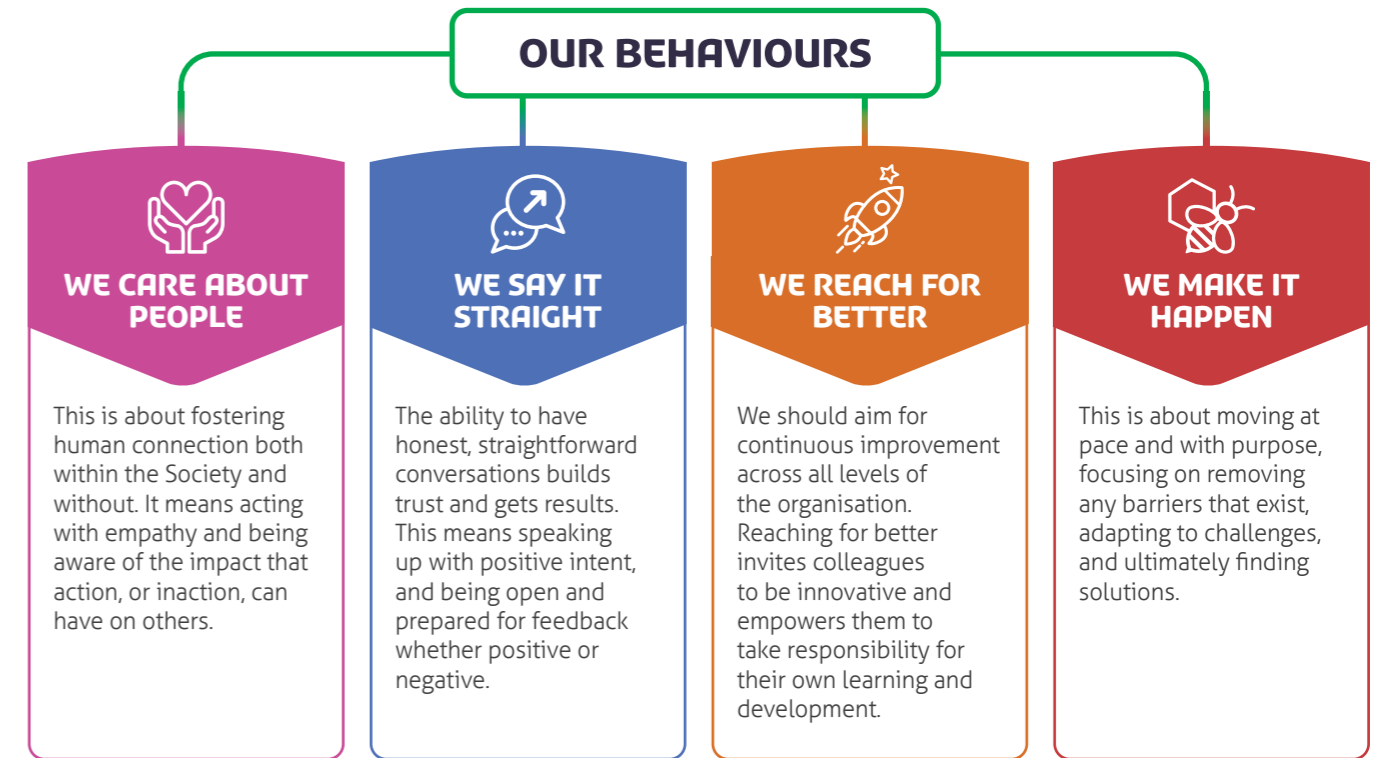 OUR BEHAVIOURS
WE CARE ABOUT
PEOPLE
This is about fostering
human connection both
within the Society and
without. It means acting
with empathy and being
aware of the impact that
action, or inaction, can
have on others.
WE SAY IT
STRAIGHT
The ability to have
honest, straightforward
conversations builds
trust and gets results.
This means speaking
up with positive intent,
and being open and
prepared for feedback
whether positive or
negative.
WE REACH FOR
BETTER
We should aim for
continuous improvement
across all levels of
the organisation.
Reaching for better
invites colleagues
to be innovative and
empowers them to
take responsibility for
their own learning and
development.
WE MAKE IT
HAPPEN
This is about moving at
pace and with purpose,
focusing on removing
any barriers that exist,
adapting to challenges,
and ultimately finding
solutions.